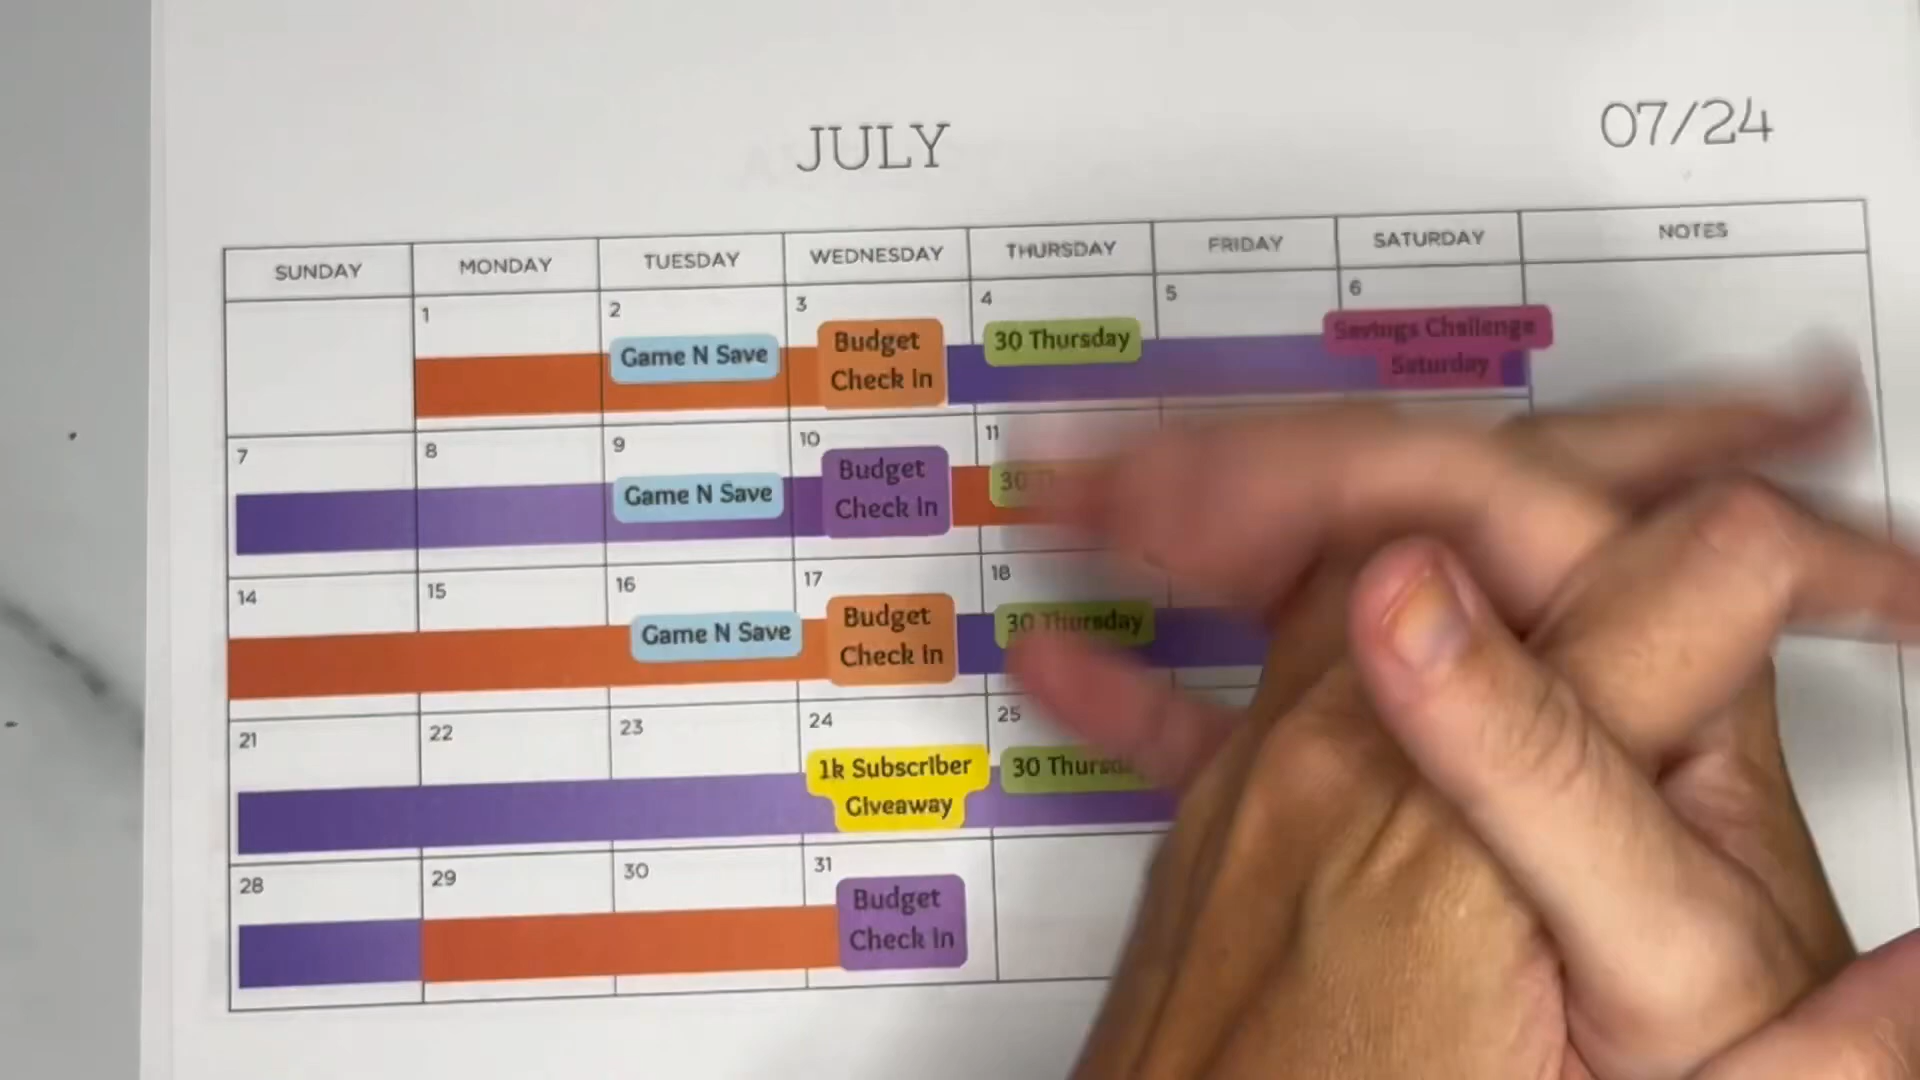 JULY
07/24
SUNDAY MONDAY TUESDAY WEDNESDAY THURSDAY FRIDAY SATURDAY NOTES
1 2 3 4 5 6
Game N Save
Budget
Check In
30 Thursday
Savings Challenge
Saturday
7 8 9 10 11
Game N Save
Budget
Check In
30
14 15 16 17 18
Game N Save
Budget
Check In
30 Thursday
21 22 23 24 25
1k Subscriber
Giveaway
30 Thursd
28 29 30 31
Budget
Check In